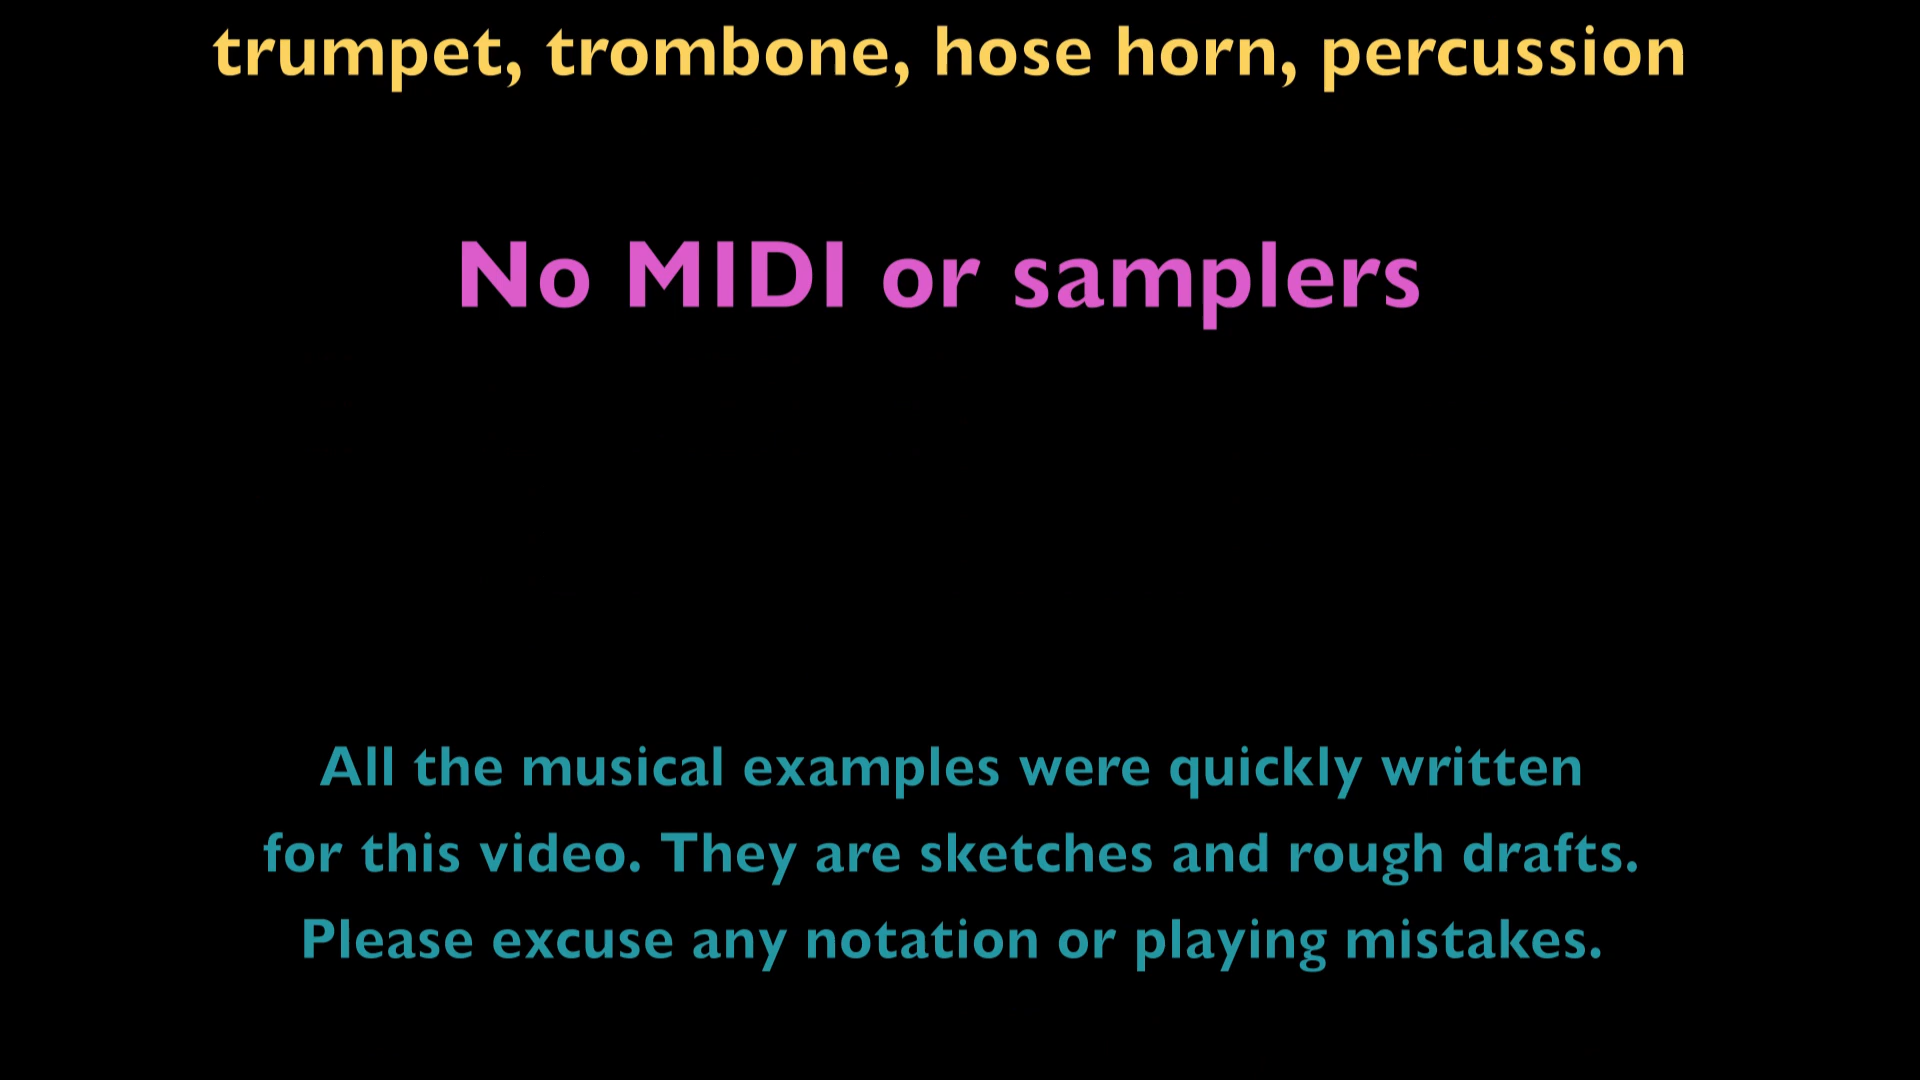 trumpet, trombone, hose horn, percussion
No MIDI or samplers
All the musical examples were quickly written
for this video. They are sketches and rough drafts.
Please excuse any notation or playing mistakes.